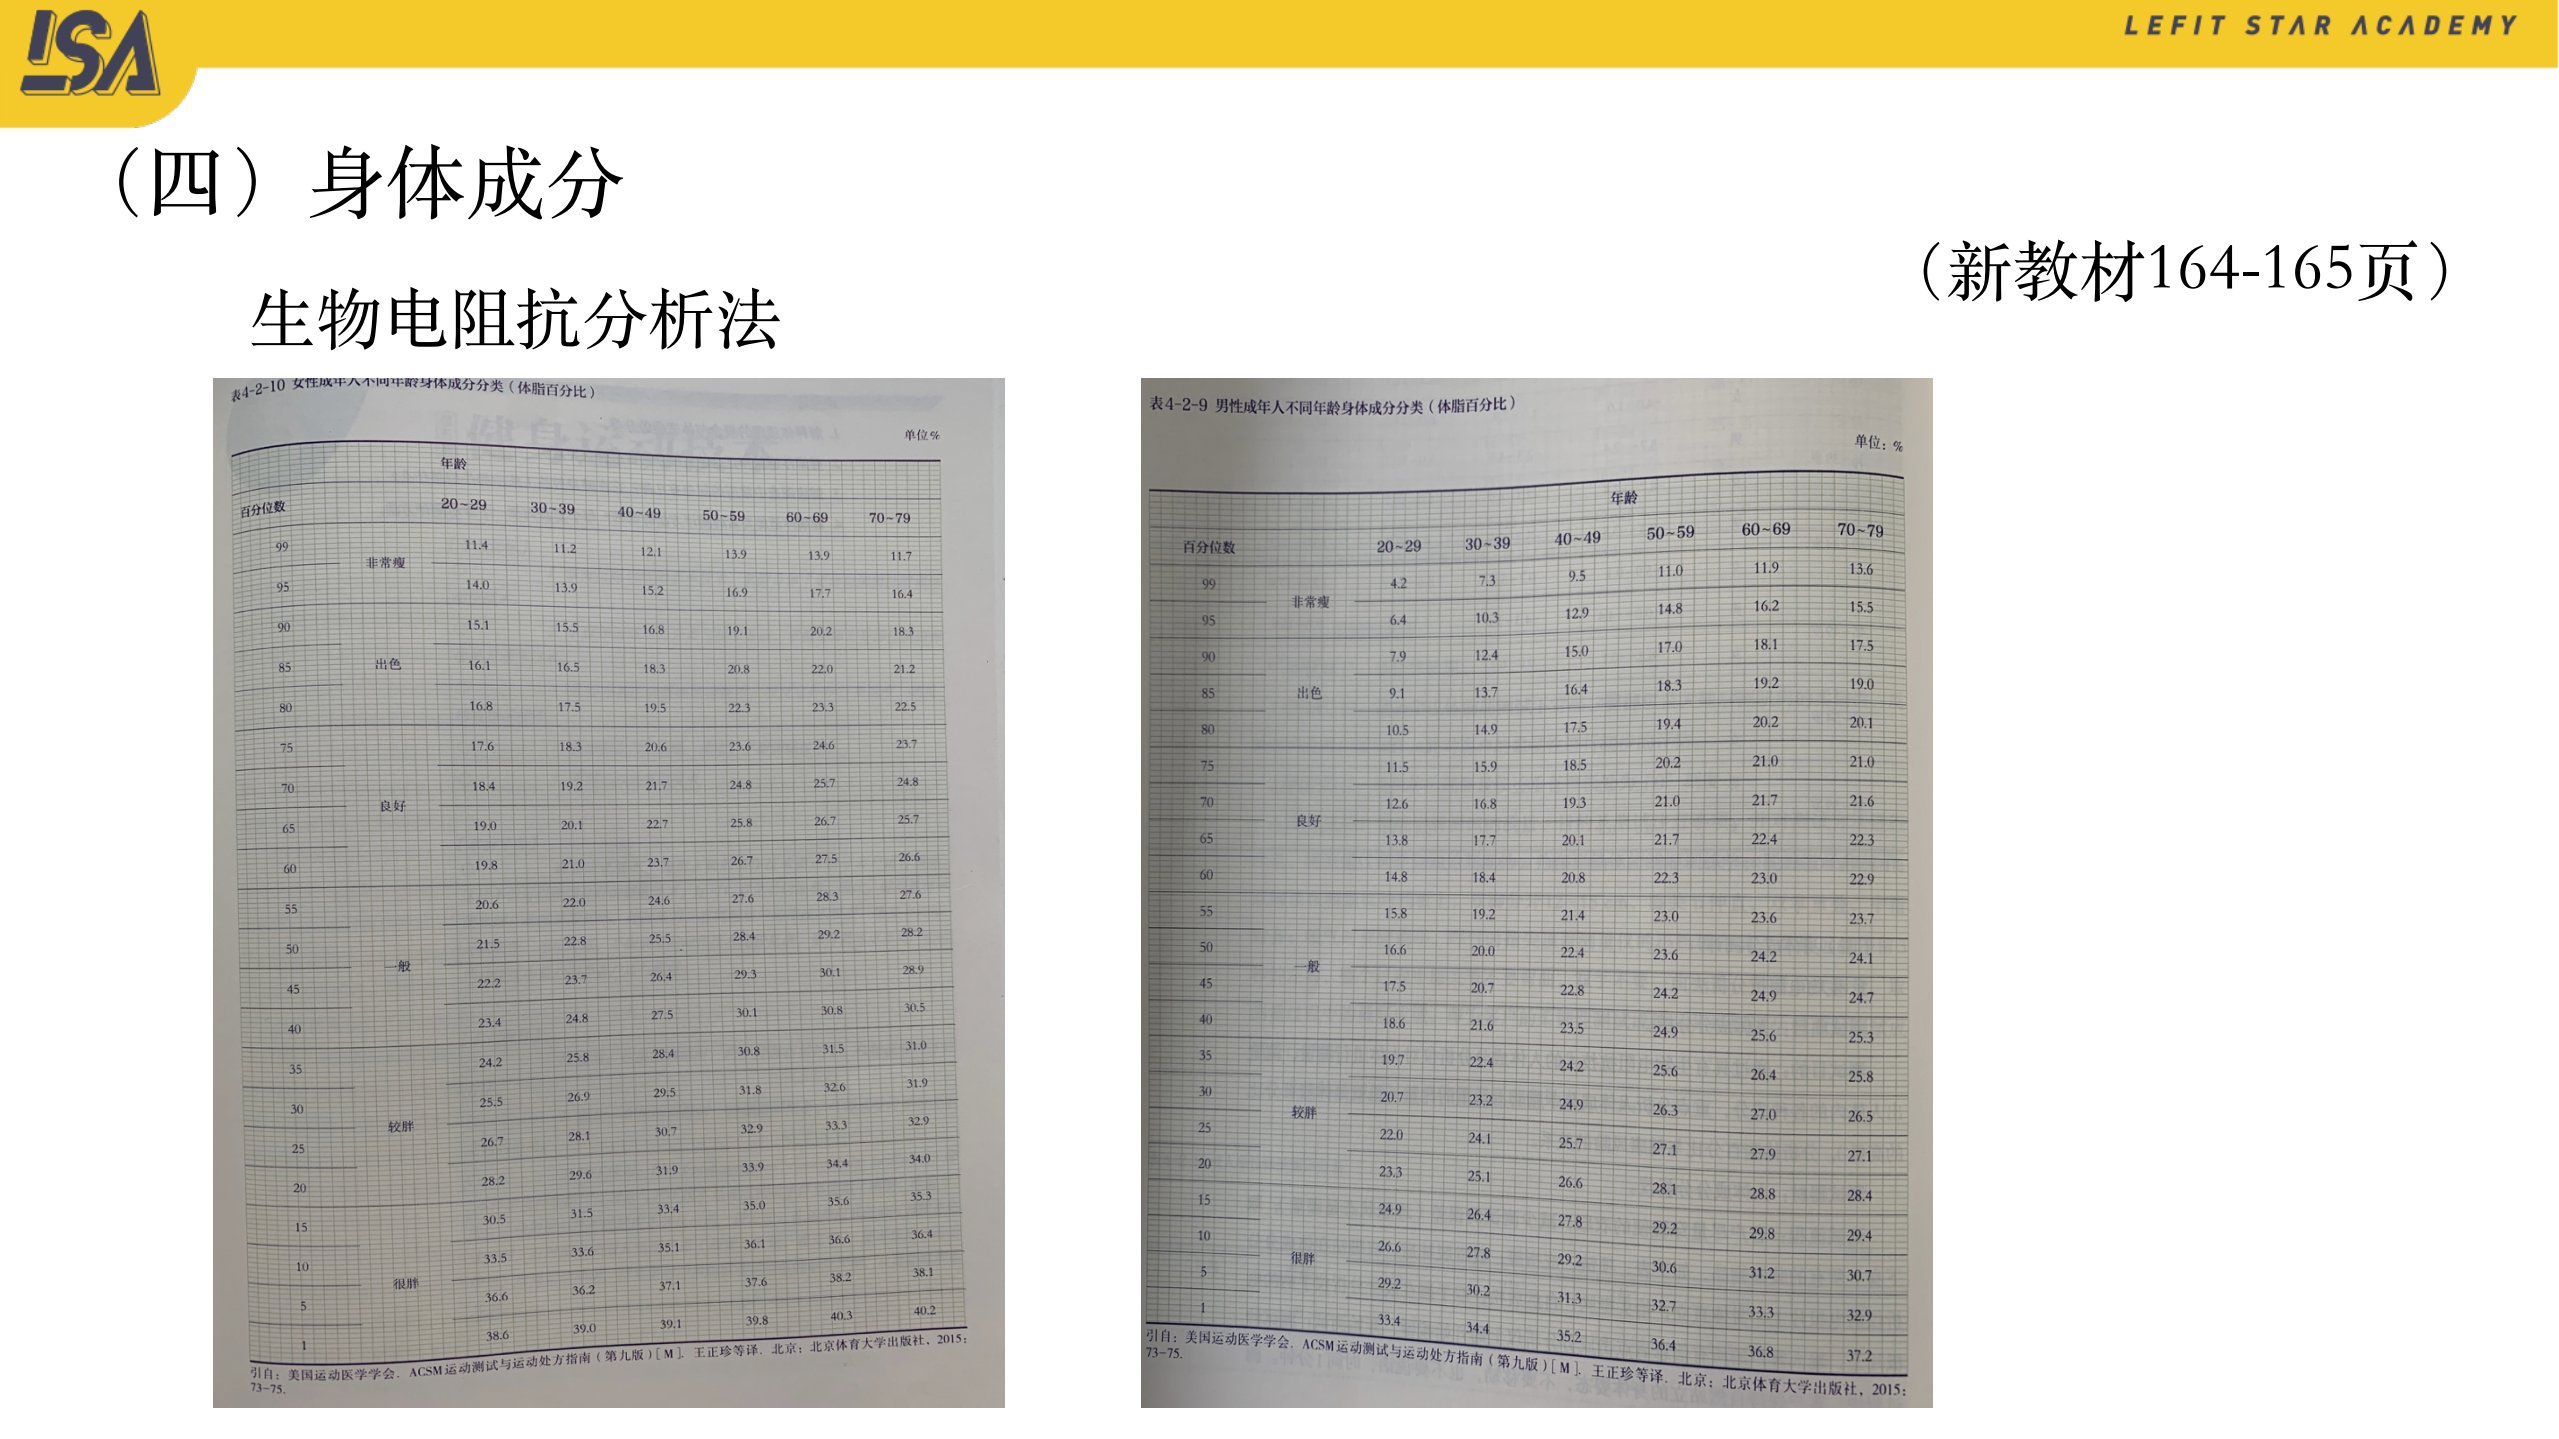 LSA
LEFIT STAR ACADEMY
（四）身体成分
（新教材164-165页）
生物电阻抗分析法
表4-2-10 女性成年人不同年龄身体成分分类（体脂百分比）
单位%
年龄
百分位数 20~29 30~39 40~49 50~59 60~69 70~79
99 11.4 11.2 12.1 13.9 13.9 11.7
非常瘦
95 14.0 13.9 15.2 16.9 17.7 16.4
90 15.1 15.5 16.8 19.1 20.2 18.3
85 出色 16.1 16.5 18.3 20.8 22.0 21.2
80 16.8 17.5 19.5 22.3 23.3 22.5
75 17.6 18.3 20.6 23.6 24.6 23.7
70 18.4 19.2 21.7 24.8 25.7 24.8
良好
65 19.0 20.1 22.7 25.8 26.7 25.7
60 19.8 21.0 23.7 26.7 27.5 26.6
55 20.6 22.0 24.6 27.6 28.3 27.6
50 21.5 22.8 25.5 28.4 29.2 28.2
一般
45 22.2 23.7 26.4 29.3 30.1 28.9
40 23.4 24.8 27.5 30.1 30.8 30.5
35 24.2 25.8 28.4 30.8 31.5 31.0
30 25.5 26.9 29.5 31.8 32.6 31.9
较胖
25 26.7 28.1 30.7 32.9 33.3 32.9
20 28.2 29.6 31.9 33.9 34.4 34.0
15 30.5 31.5 33.4 35.0 35.6 35.3
10 33.5 33.6 35.1 36.1 36.6 36.4
很胖
5 36.6 36.2 37.1 37.6 38.2 38.1
1 38.6 39.0 39.1 39.8 40.3 40.2
引自：美国运动医学学会．ACSM运动测试与运动处方指南（第九版）[M]．王正珍等译．北京：北京体育大学出版社，2015：
73-75.
表4-2-9 男性成年人不同年龄身体成分分类（体脂百分比）
单位：%
年龄
百分位数 20~29 30~39 40~49 50~59 60~69 70~79
99 4.2 7.3 9.5 11.0 11.9 13.6
非常瘦
95 6.4 10.3 12.9 14.8 16.2 15.5
90 7.9 12.4 15.0 17.0 18.1 17.5
85 出色 9.1 13.7 16.4 18.3 19.2 19.0
80 10.5 14.9 17.5 19.4 20.2 20.1
75 11.5 15.9 18.5 20.2 21.0 21.0
70 12.6 16.8 19.3 21.0 21.7 21.6
良好
65 13.8 17.7 20.1 21.7 22.4 22.3
60 14.8 18.4 20.8 22.3 23.0 22.9
55 15.8 19.2 21.4 23.0 23.6 23.7
50 16.6 20.0 22.4 23.6 24.2 24.1
一般
45 17.5 20.7 22.8 24.2 24.9 24.7
40 18.6 21.6 23.5 24.9 25.6 25.3
35 19.7 22.4 24.2 25.6 26.4 25.8
30 20.7 23.2 24.9 26.3 27.0 26.5
较胖
25 22.0 24.1 25.7 27.1 27.9 27.1
20 23.3 25.1 26.6 28.1 28.8 28.4
15 24.9 26.4 27.8 29.2 29.8 29.4
10 26.6 27.8 29.2 30.6 31.2 30.7
很胖
5 29.2 30.2 31.3 32.7 33.3 32.9
1 33.4 34.4 35.2 36.4 36.8 37.2
引自：美国运动医学学会．ACSM运动测试与运动处方指南（第九版）[M]．王正珍等译．北京：北京体育大学出版社，2015：
73-75.